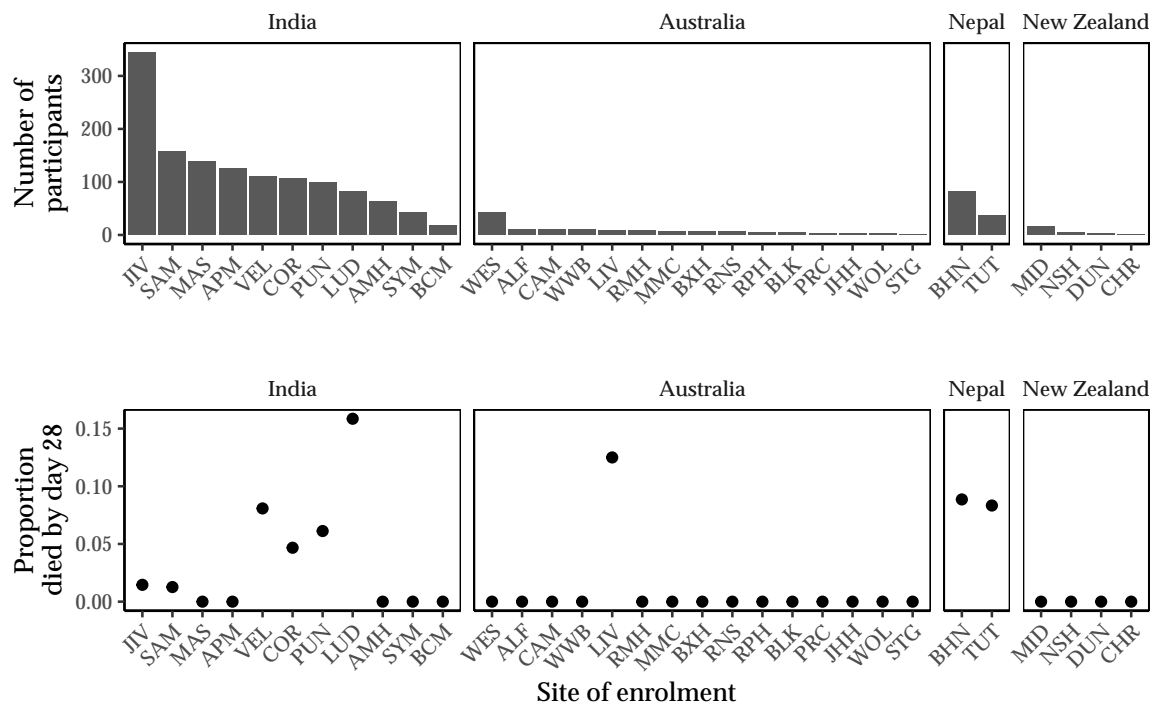 India Australia Nepal New Zealand
Number of
participants
300
200
100
0
JIV SAM MAS APM VEL COR PUN LUD AMH SYM BCM WES ALF CAM WWB LIV RMH MMC BXH RNS RPH BLK PRC JHH WOL STG BHN TUT MID NSH DUN CHR
India Australia Nepal New Zealand
Proportion
died by day 28
0.15
0.10
0.05
0.00
JIV SAM MAS APM VEL COR PUN LUD AMH SYM BCM WES ALF CAM WWB LIV RMH MMC BXH RNS RPH BLK PRC JHH WOL STG BHN TUT MID NSH DUN CHR
Site of enrolment